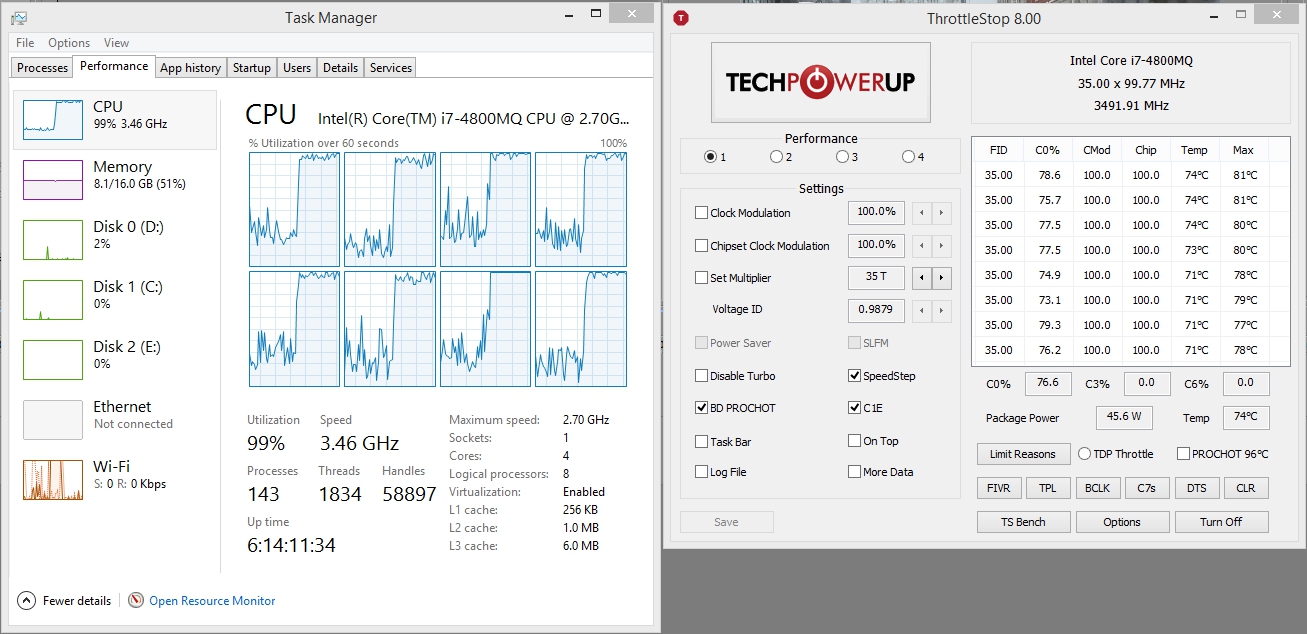 Task Manager
File Options View
Processes Performance App history Startup Users Details Services
CPU
99% 3.46 GHz
Memory
8.1/16.0 GB (51%)
Disk 0 (D:)
2%
Disk 1 (C:)
0%
Disk 2 (E:)
0%
Ethernet
Not connected
Wi-Fi
S: 0 R: 0 Kbps
CPU Intel(R) Core(TM) i7-4800MQ CPU @ 2.70G...
% Utilization over 60 seconds 100%
Utilization Speed
99% 3.46 GHz
Processes Threads Handles
143 1834 58897
Up time
6:14:11:34
Maximum speed: 2.70 GHz
Sockets: 1
Cores: 4
Logical processors: 8
Virtualization: Enabled
L1 cache: 256 KB
L2 cache: 1.0 MB
L3 cache: 6.0 MB
Fewer details Open Resource Monitor
T ThrottleStop 8.00
TECHPOWERUP
Performance
1 2 3 4
Settings
Clock Modulation 100.0%
Chipset Clock Modulation 100.0%
Set Multiplier 35 T
Voltage ID 0.9879
Power Saver SLFM
Disable Turbo SpeedStep
BD PROCHOT C1E
Task Bar On Top
Log File More Data
Save
Intel Core i7-4800MQ
35.00 x 99.77 MHz
3491.91 MHz
FID C0% CMod Chip Temp Max
35.00 78.6 100.0 100.0 74°C 81°C
35.00 75.7 100.0 100.0 74°C 81°C
35.00 77.5 100.0 100.0 74°C 80°C
35.00 77.5 100.0 100.0 73°C 80°C
35.00 74.9 100.0 100.0 71°C 78°C
35.00 73.1 100.0 100.0 71°C 79°C
35.00 79.3 100.0 100.0 71°C 77°C
35.00 76.2 100.0 100.0 71°C 78°C
C0% 76.6 C3% 0.0 C6% 0.0
Package Power 45.6 W Temp 74°C
Limit Reasons TDP Throttle PROCHOT 96°C
FIVR TPL BCLK C7s DTS CLR
TS Bench Options Turn Off